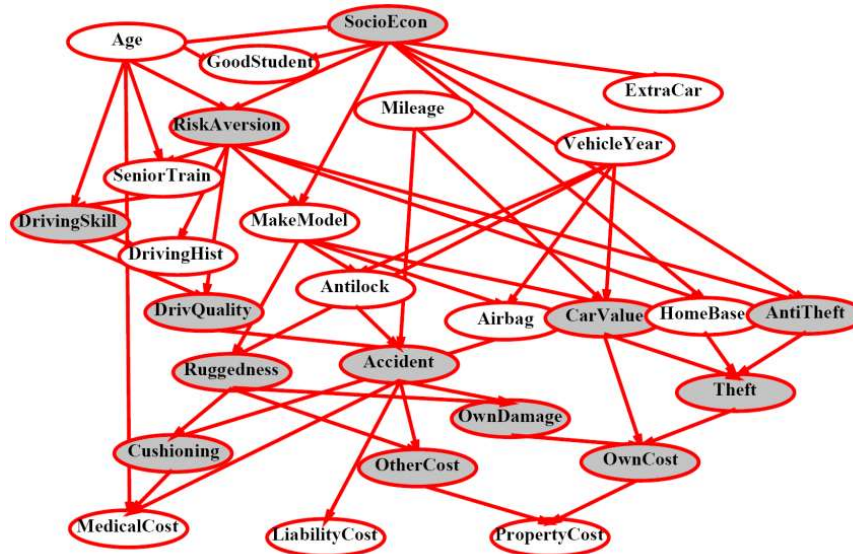 SocioEcon
Age
GoodStudent
ExtraCar
Mileage
RiskAversion
VehicleYear
SeniorTrain
DrivingSkill
MakeModel
DrivingHist
Antilock
DrivQuality
Airbag
CarValue
HomeBase
AntiTheft
Ruggedness
Accident
Theft
OwnDamage
Cushioning
OtherCost
OwnCost
MedicalCost
LiabilityCost
PropertyCost